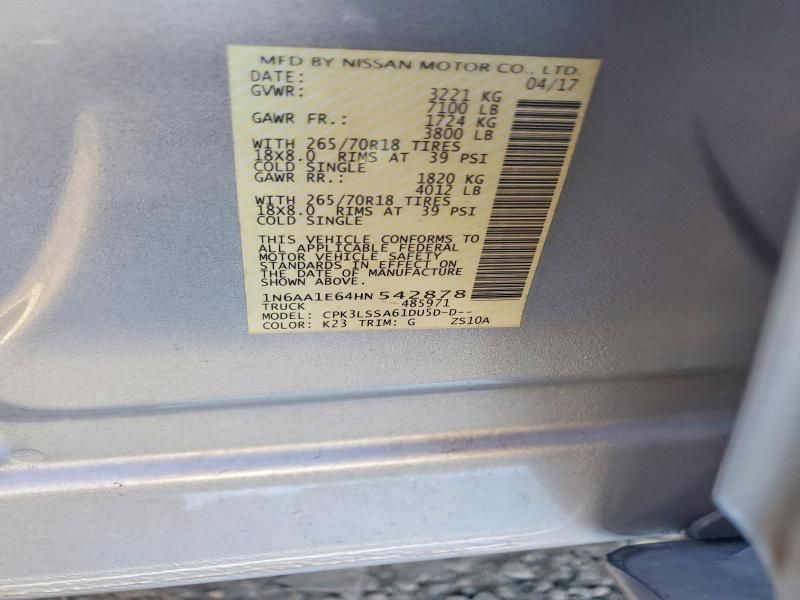 MFD BY NISSAN MOTOR CO., LTD.
DATE: 04/17
GVWR: 3221 KG
7100 LB
GAWR FR.: 1724 KG
3800 LB
WITH 265/70R18 TIRES
18X8.0 RIMS AT 39 PSI
COLD SINGLE
GAWR RR.: 1820 KG
4012 LB
WITH 265/70R18 TIRES
18X8.0 RIMS AT 39 PSI
COLD SINGLE
THIS VEHICLE CONFORMS TO
ALL APPLICABLE FEDERAL
MOTOR VEHICLE SAFETY
STANDARDS IN EFFECT ON
THE DATE OF MANUFACTURE
SHOWN ABOVE.
1N6AA1E64HN542878
TRUCK 485971
MODEL: CPK3LSSA61DU5D-D--
COLOR: K23 TRIM: G ZS10A